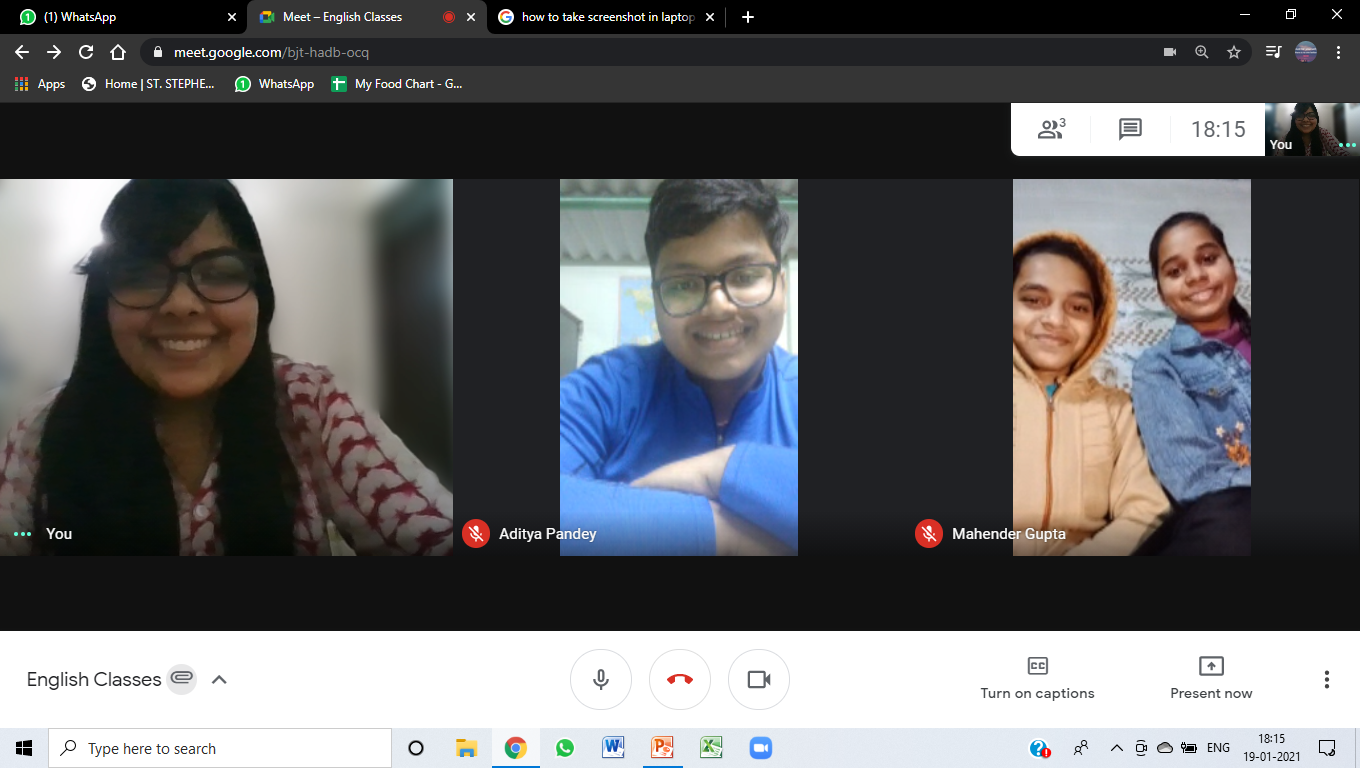 (1) WhatsApp
Meet – English Classes
how to take screenshot in laptop
meet.google.com/bjt-hadb-ocq
Apps
Home | ST. STEPHE...
WhatsApp
My Food Chart - G...
3
18:15
You
You
Aditya Pandey
Mahender Gupta
English Classes
CC
Turn on captions
Present now
Type here to search
ENG
18:15
19-01-2021